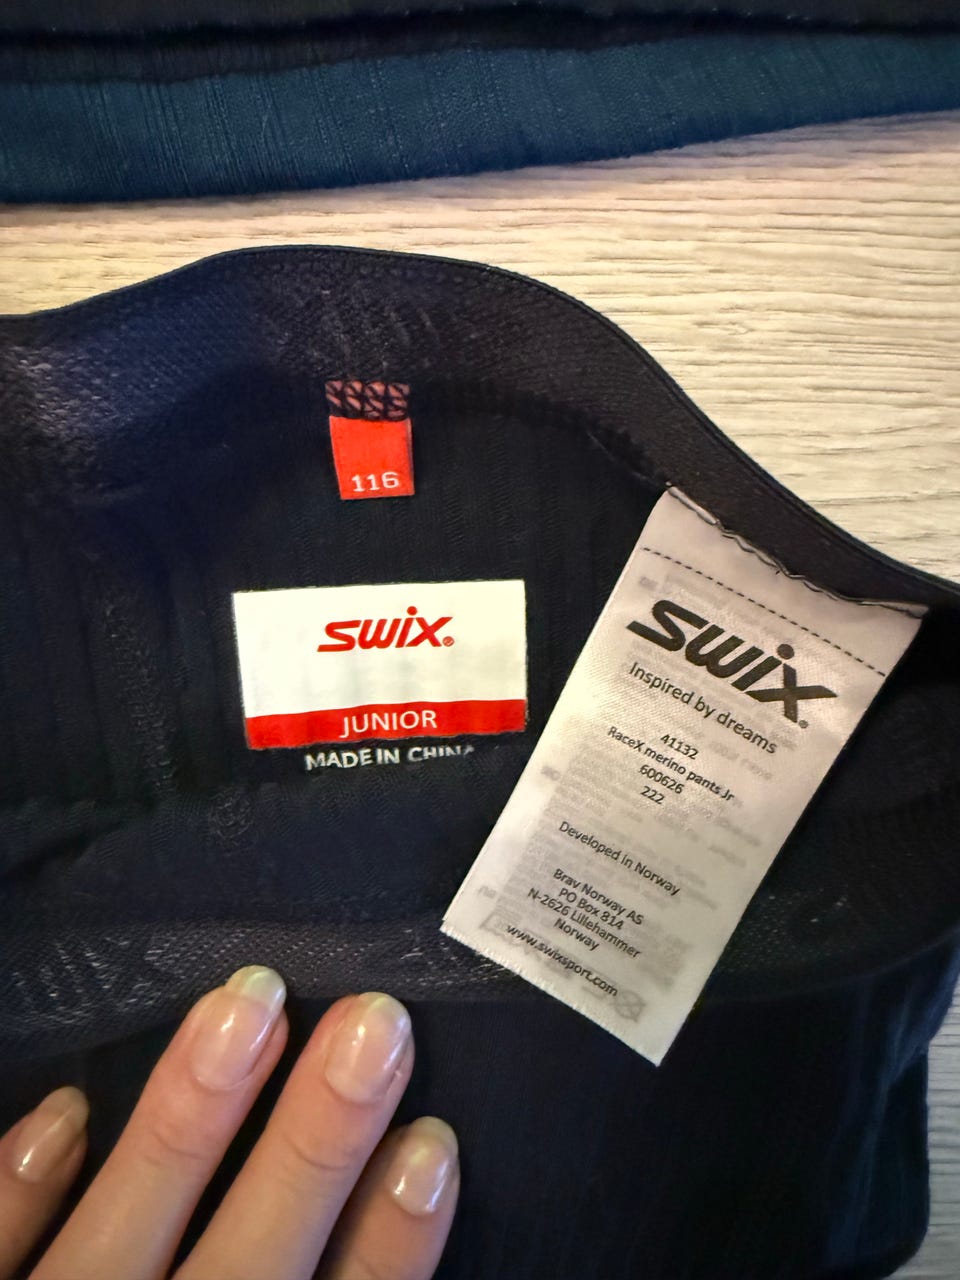 116
swix
JUNIOR
MADE IN CHINA
swix
Inspired by dreams
41132
RaceX merino pants Jr
600626
222
Developed in Norway
Brav Norway AS
PO Box 814
N-2626 Lillehammer
Norway
www.swixsport.com